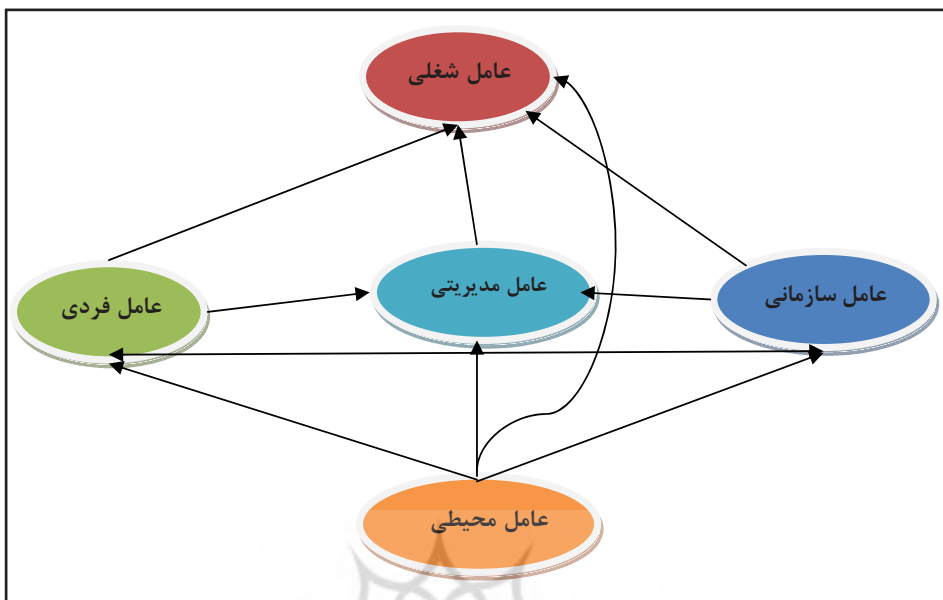 عامل شغلی
عامل سازمانی
عامل مدیریتی
عامل فردی
عامل محیطی